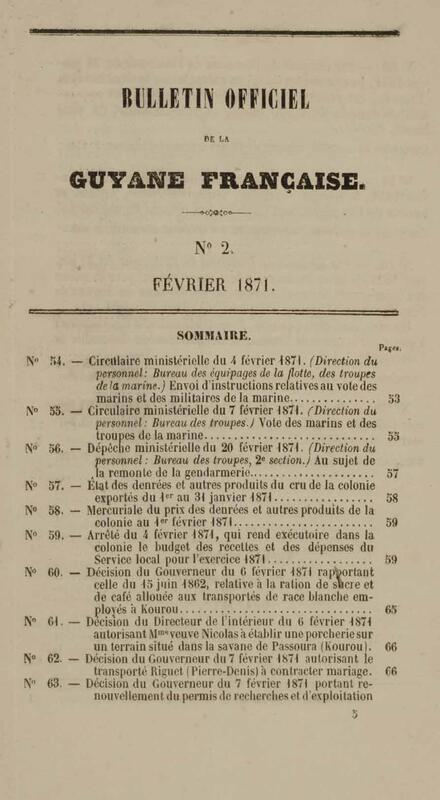 BULLETIN OFFICIEL
DE LA
GUYANE FRANÇAISE.
Nº 2.
FÉVRIER 1871.
SOMMAIRE.
Pages.
Nº 54. — Circulaire ministérielle du 4 février 1871. (Direction du
personnel: Bureau des équipages de la flotte, des troupes
de la marine.) Envoi d'instructions relatives au vote des
marins et des militaires de la marine............... 53
Nº 55. — Circulaire ministérielle du 7 février 1871. (Direction du
personnel: Bureau des troupes.) Vote des marins et des
troupes de la marine.......................... 55
Nº 56. — Dépêche ministérielle du 20 février 1871. (Direction du
personnel: Bureau des troupes, 2e section.) Au sujet de
la remonte de la gendarmerie................... 57
Nº 57. — État des denrées et autres produits du cru de la colonie
exportés du 1er au 31 janvier 1871................ 58
Nº 58. — Mercuriale du prix des denrées et autres produits de la
colonie au 1er février 1871...................... 59
Nº 59. — Arrêté du 4 février 1871, qui rend exécutoire dans la
colonie le budget des recettes et des dépenses du
Service local pour l'exercice 1871................. 59
Nº 60. — Décision du Gouverneur du 6 février 1871 rapportant
celle du 15 juin 1862, relative à la ration de sucre et
de café allouée aux transportés de race blanche em-
ployés à Kourou............................. 65
Nº 61. — Décision du Directeur de l'intérieur du 6 février 1871
autorisant Mme veuve Nicolas à établir une porcherie sur
un terrain situé dans la savane de Passoura (Kourou). 66
Nº 62. — Décision du Gouverneur du 7 février 1871 autorisant le
transporté Riguet (Pierre-Denis) à contracter mariage. 66
Nº 63. — Décision du Gouverneur du 7 février 1871 portant re-
nouvellement du permis de recherches et d'exploitation
5